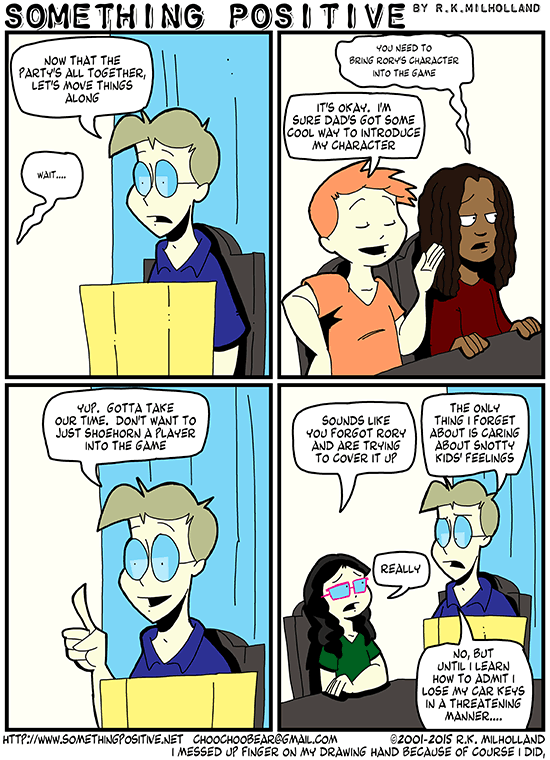 SOMETHING POSITIVE BY R.K.MILHOLLAND
NOW THAT THE
PARTY'S ALL TOGETHER,
LET'S MOVE THINGS
ALONG
WAIT....
YOU NEED TO
BRING RORY'S CHARACTER
INTO THE GAME
IT'S OKAY. I'M
SURE DAD'S GOT SOME
COOL WAY TO INTRODUCE
MY CHARACTER
YUP. GOTTA TAKE
OUR TIME. DON'T WANT TO
JUST SHOEHORN A PLAYER
INTO THE GAME
SOUNDS LIKE
YOU FORGOT RORY
AND ARE TRYING
TO COVER IT UP
THE ONLY
THING I FORGET
ABOUT IS CARING
ABOUT SNOTTY
KIDS' FEELINGS
REALLY
NO, BUT
UNTIL I LEARN
HOW TO ADMIT I
LOSE MY CAR KEYS
IN A THREATENING
MANNER....
HTTP://WWW.SOMETHINGPOSITIVE.NET CHOOCHOOBEAR@GMAIL.COM ©2001-2015 R.K. MILHOLLAND
I MESSED UP FINGER ON MY DRAWING HAND BECAUSE OF COURSE I DID,